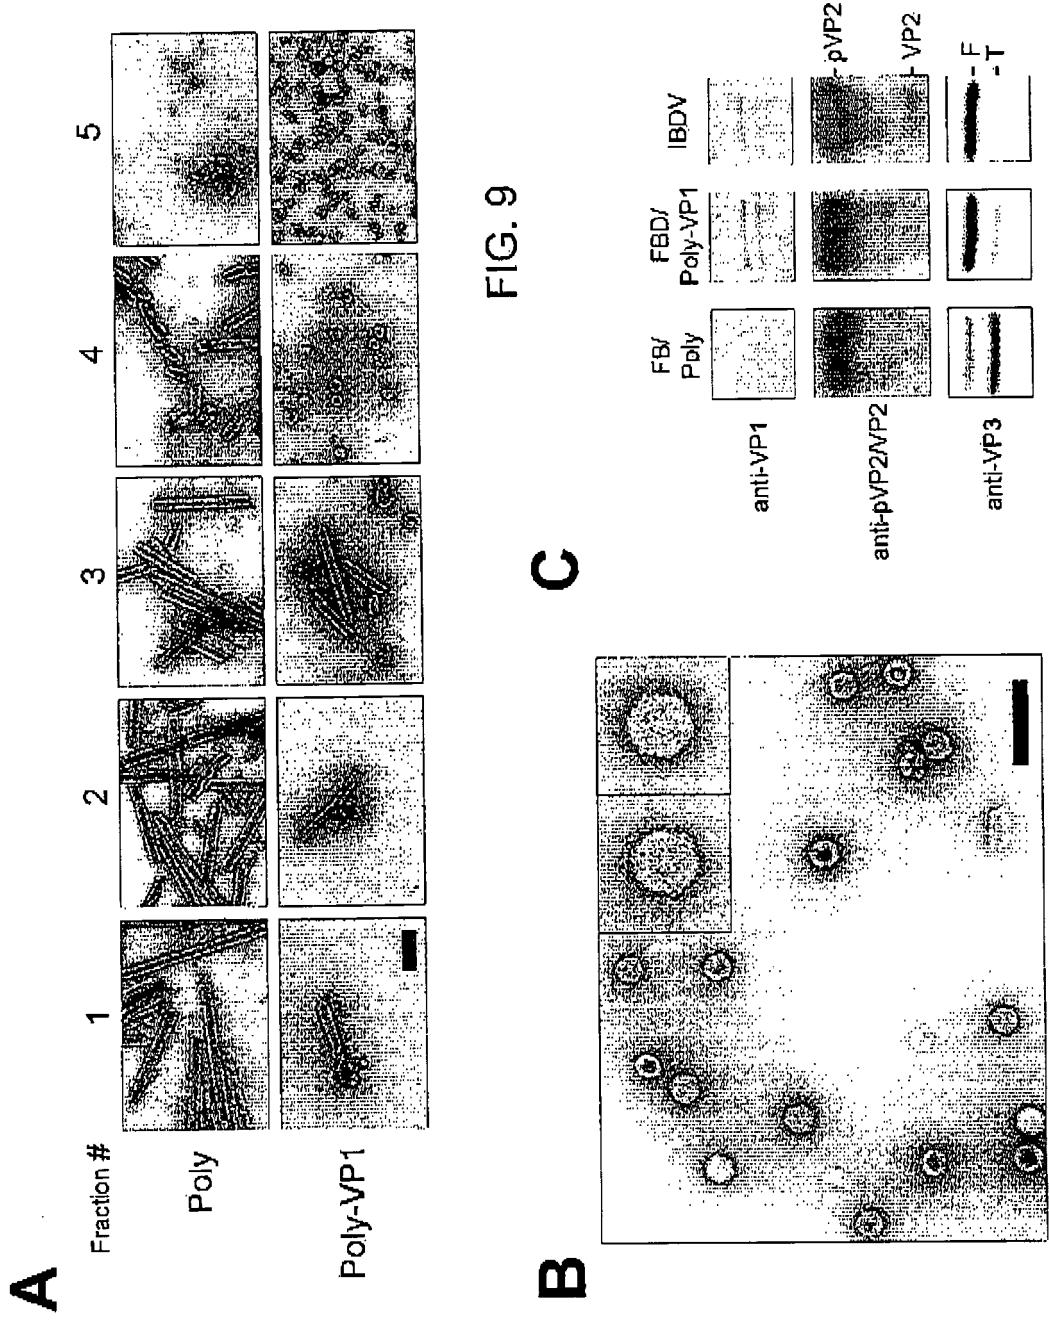 A
Fraction #
1
2
3
4
5
Poly
Poly-VP1
FIG. 9
B
C
FB/
Poly
FBD/
Poly-VP1
IBDV
anti-VP1
anti-pVP2/VP2
pVP2
VP2
anti-VP3
F
T